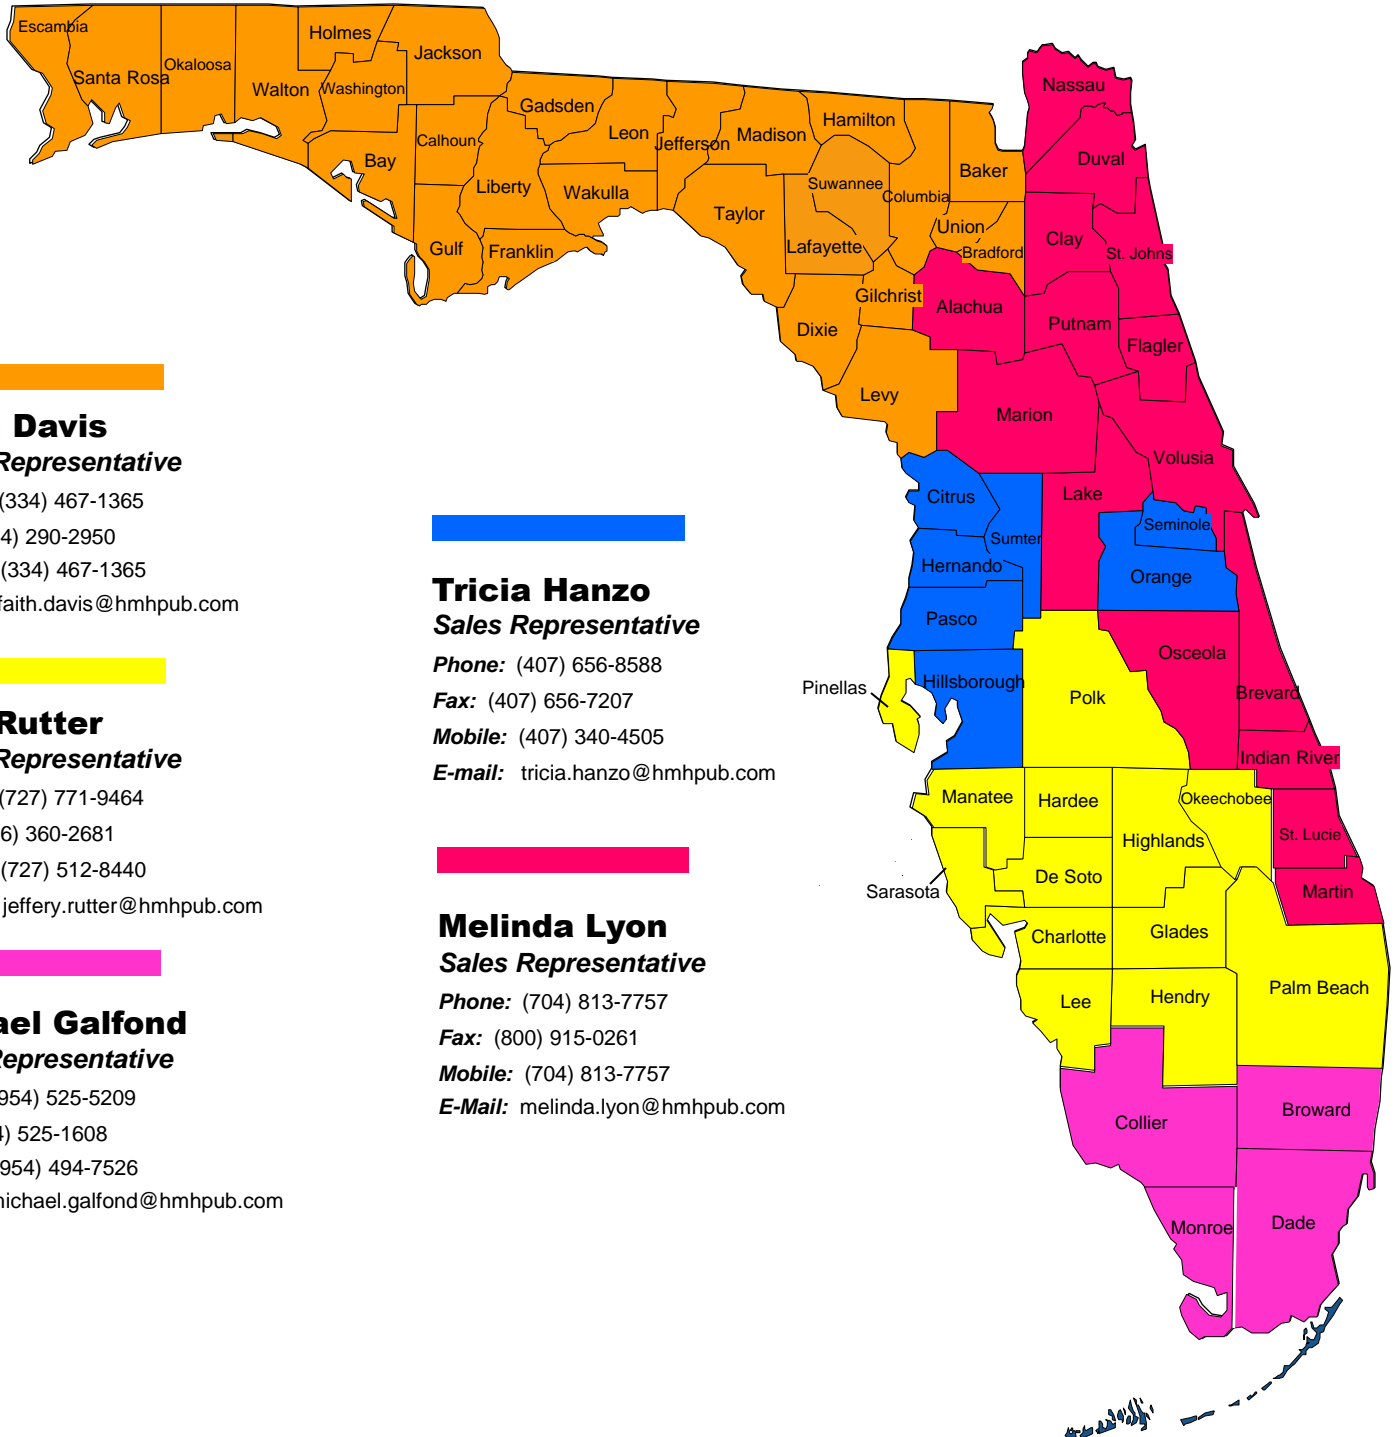 Escambia
Santa Rosa
Okaloosa
Walton
Holmes
Washington
Jackson
Bay
Calhoun
Gulf
Gadsden
Liberty
Franklin
Leon
Wakulla
Jefferson
Madison
Taylor
Hamilton
Suwannee
Lafayette
Columbia
Baker
Union
Bradford
Gilchrist
Dixie
Levy
Nassau
Duval
Clay
St. Johns
Alachua
Putnam
Flagler
Marion
Volusia
Lake
Citrus
Sumter
Hernando
Pasco
Hillsborough
Seminole
Orange
Osceola
Brevard
Indian River
St. Lucie
Martin
Pinellas
Polk
Manatee
Hardee
Highlands
Okeechobee
Sarasota
De Soto
Charlotte
Glades
Lee
Hendry
Palm Beach
Collier
Broward
Monroe
Dade
Davis
Representative
(334) 467-1365
4) 290-2950
(334) 467-1365
faith.davis@hmhpub.com
Rutter
Representative
(727) 771-9464
6) 360-2681
(727) 512-8440
jeffery.rutter@hmhpub.com
ael Galfond
Representative
954) 525-5209
4) 525-1608
954) 494-7526
michael.galfond@hmhpub.com
Tricia Hanzo
Sales Representative
Phone: (407) 656-8588
Fax: (407) 656-7207
Mobile: (407) 340-4505
E-mail: tricia.hanzo@hmhpub.com
Melinda Lyon
Sales Representative
Phone: (704) 813-7757
Fax: (800) 915-0261
Mobile: (704) 813-7757
E-Mail: melinda.lyon@hmhpub.com